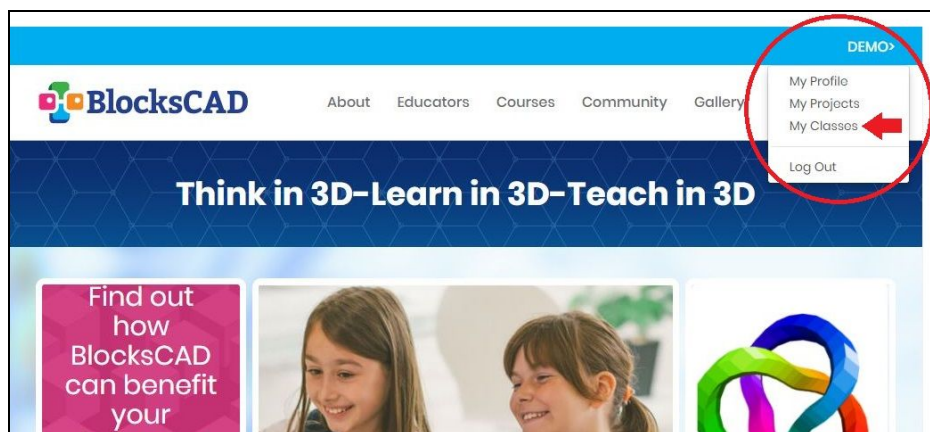 DEMO>
BlocksCAD
About Educators Courses Community Gallery
My Profile
My Projects
My Classes
Log Out
Think in 3D-Learn in 3D-Teach in 3D
Find out
how
BlocksCAD
can benefit
your